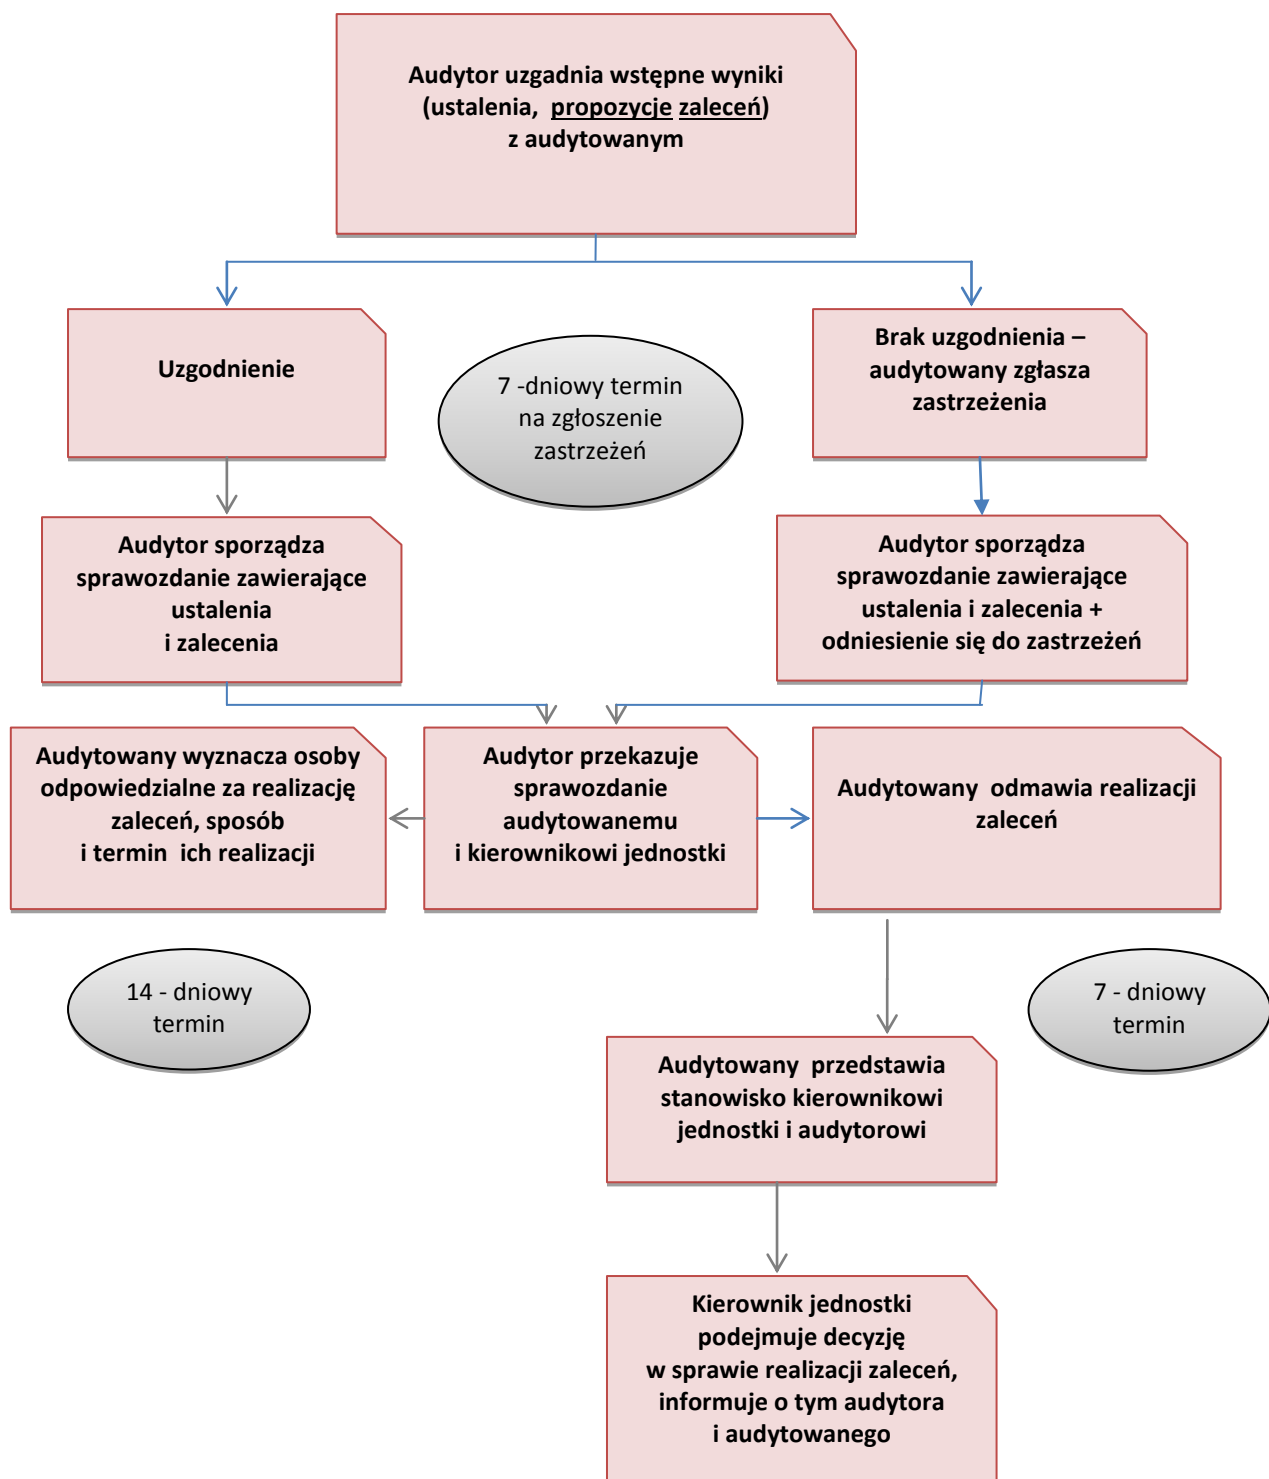 Audytor uzgadnia wstępne wyniki
(ustalenia, propozycje zaleceń)
z audytowanym
Uzgodnienie
7 -dniowy termin
na zgłoszenie
zastrzeżeń
Brak uzgodnienia –
audytowany zgłasza
zastrzeżenia
Audytor sporządza
sprawozdanie zawierające
ustalenia
i zalecenia
Audytor sporządza
sprawozdanie zawierające
ustalenia i zalecenia +
odniesienie się do zastrzeżeń
Audytowany wyznacza osoby
odpowiedzialne za realizację
zaleceń, sposób
i termin ich realizacji
Audytor przekazuje
sprawozdanie
audytowanemu
i kierownikowi jednostki
Audytowany odmawia realizacji
zaleceń
14 - dniowy
termin
7 - dniowy
termin
Audytowany przedstawia
stanowisko kierownikowi
jednostki i audytorowi
Kierownik jednostki
podejmuje decyzję
w sprawie realizacji zaleceń,
informuje o tym audytora
i audytowanego